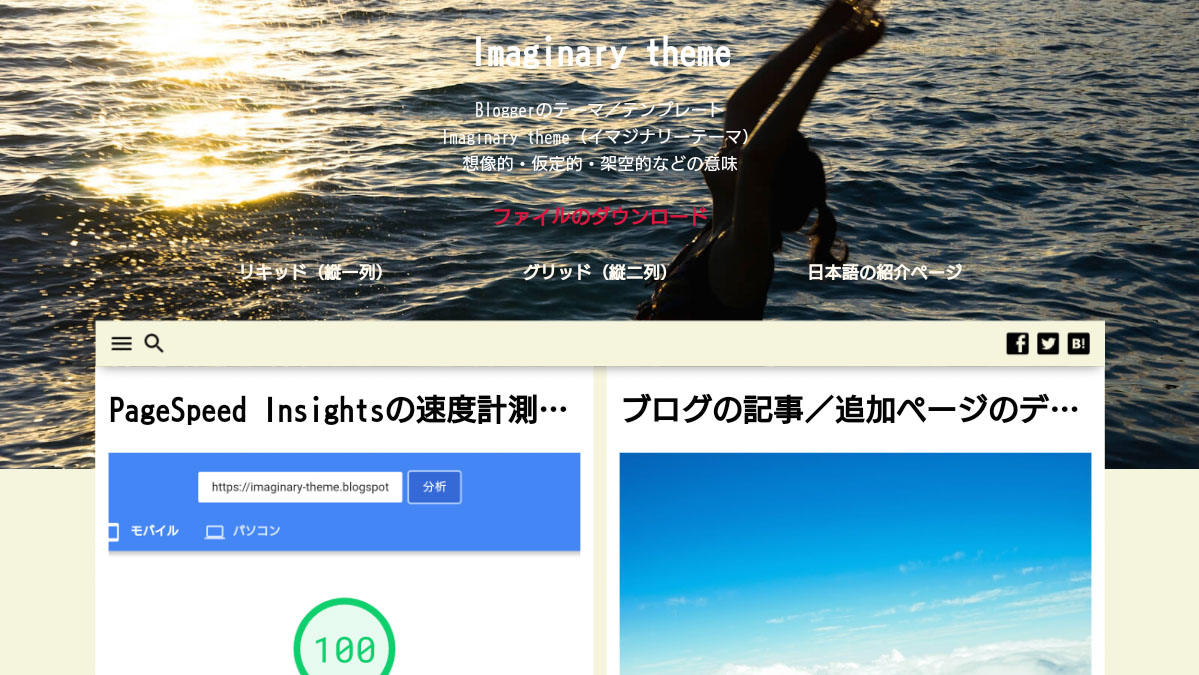 Imaginary theme
Bloggerのテーマ／テンプレート
Imaginary theme（イマジナリーテーマ）
想像的・仮定的・架空的などの意味
ファイルのダウンロード
リキッド（縦一列）
グリッド（縦二列）
日本語の紹介ページ
B!
PageSpeed Insightsの速度計測…
ブログの記事／追加ページのデ…
https://imaginary-theme.blogspot
分析
モバイル
パソコン
100